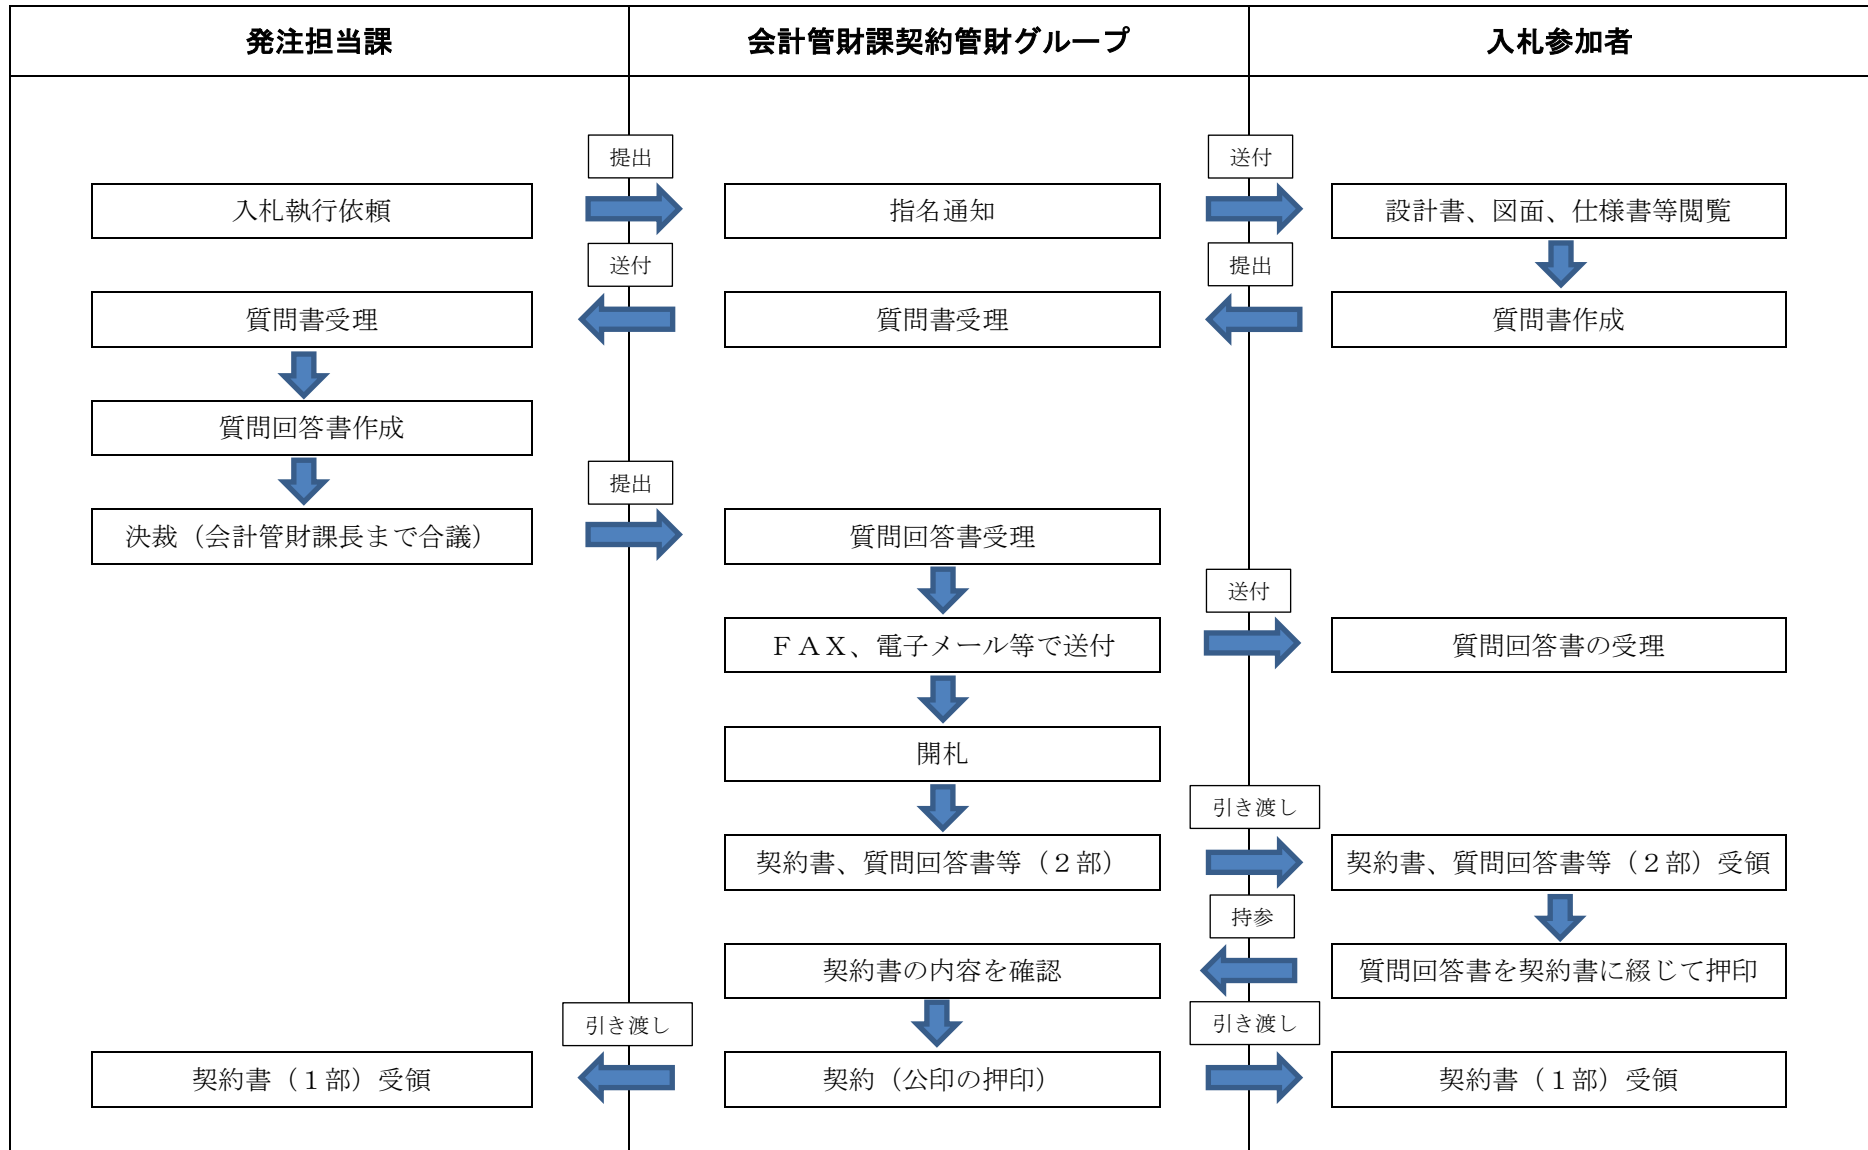 発注担当課
会計管財課契約管財グループ
入札参加者
提出
送付
入札執行依頼
指名通知
設計書、図面、仕様書等閲覧
送付
提出
質問書受理
質問書受理
質問書作成
質問回答書作成
提出
決裁（会計管財課長まで合議）
質問回答書受理
送付
ＦＡＸ、電子メール等で送付
質問回答書の受理
開札
引き渡し
契約書、質問回答書等（２部）
契約書、質問回答書等（２部）受領
持参
契約書の内容を確認
質問回答書を契約書に綴じて押印
引き渡し
引き渡し
契約書（１部）受領
契約（公印の押印）
契約書（１部）受領